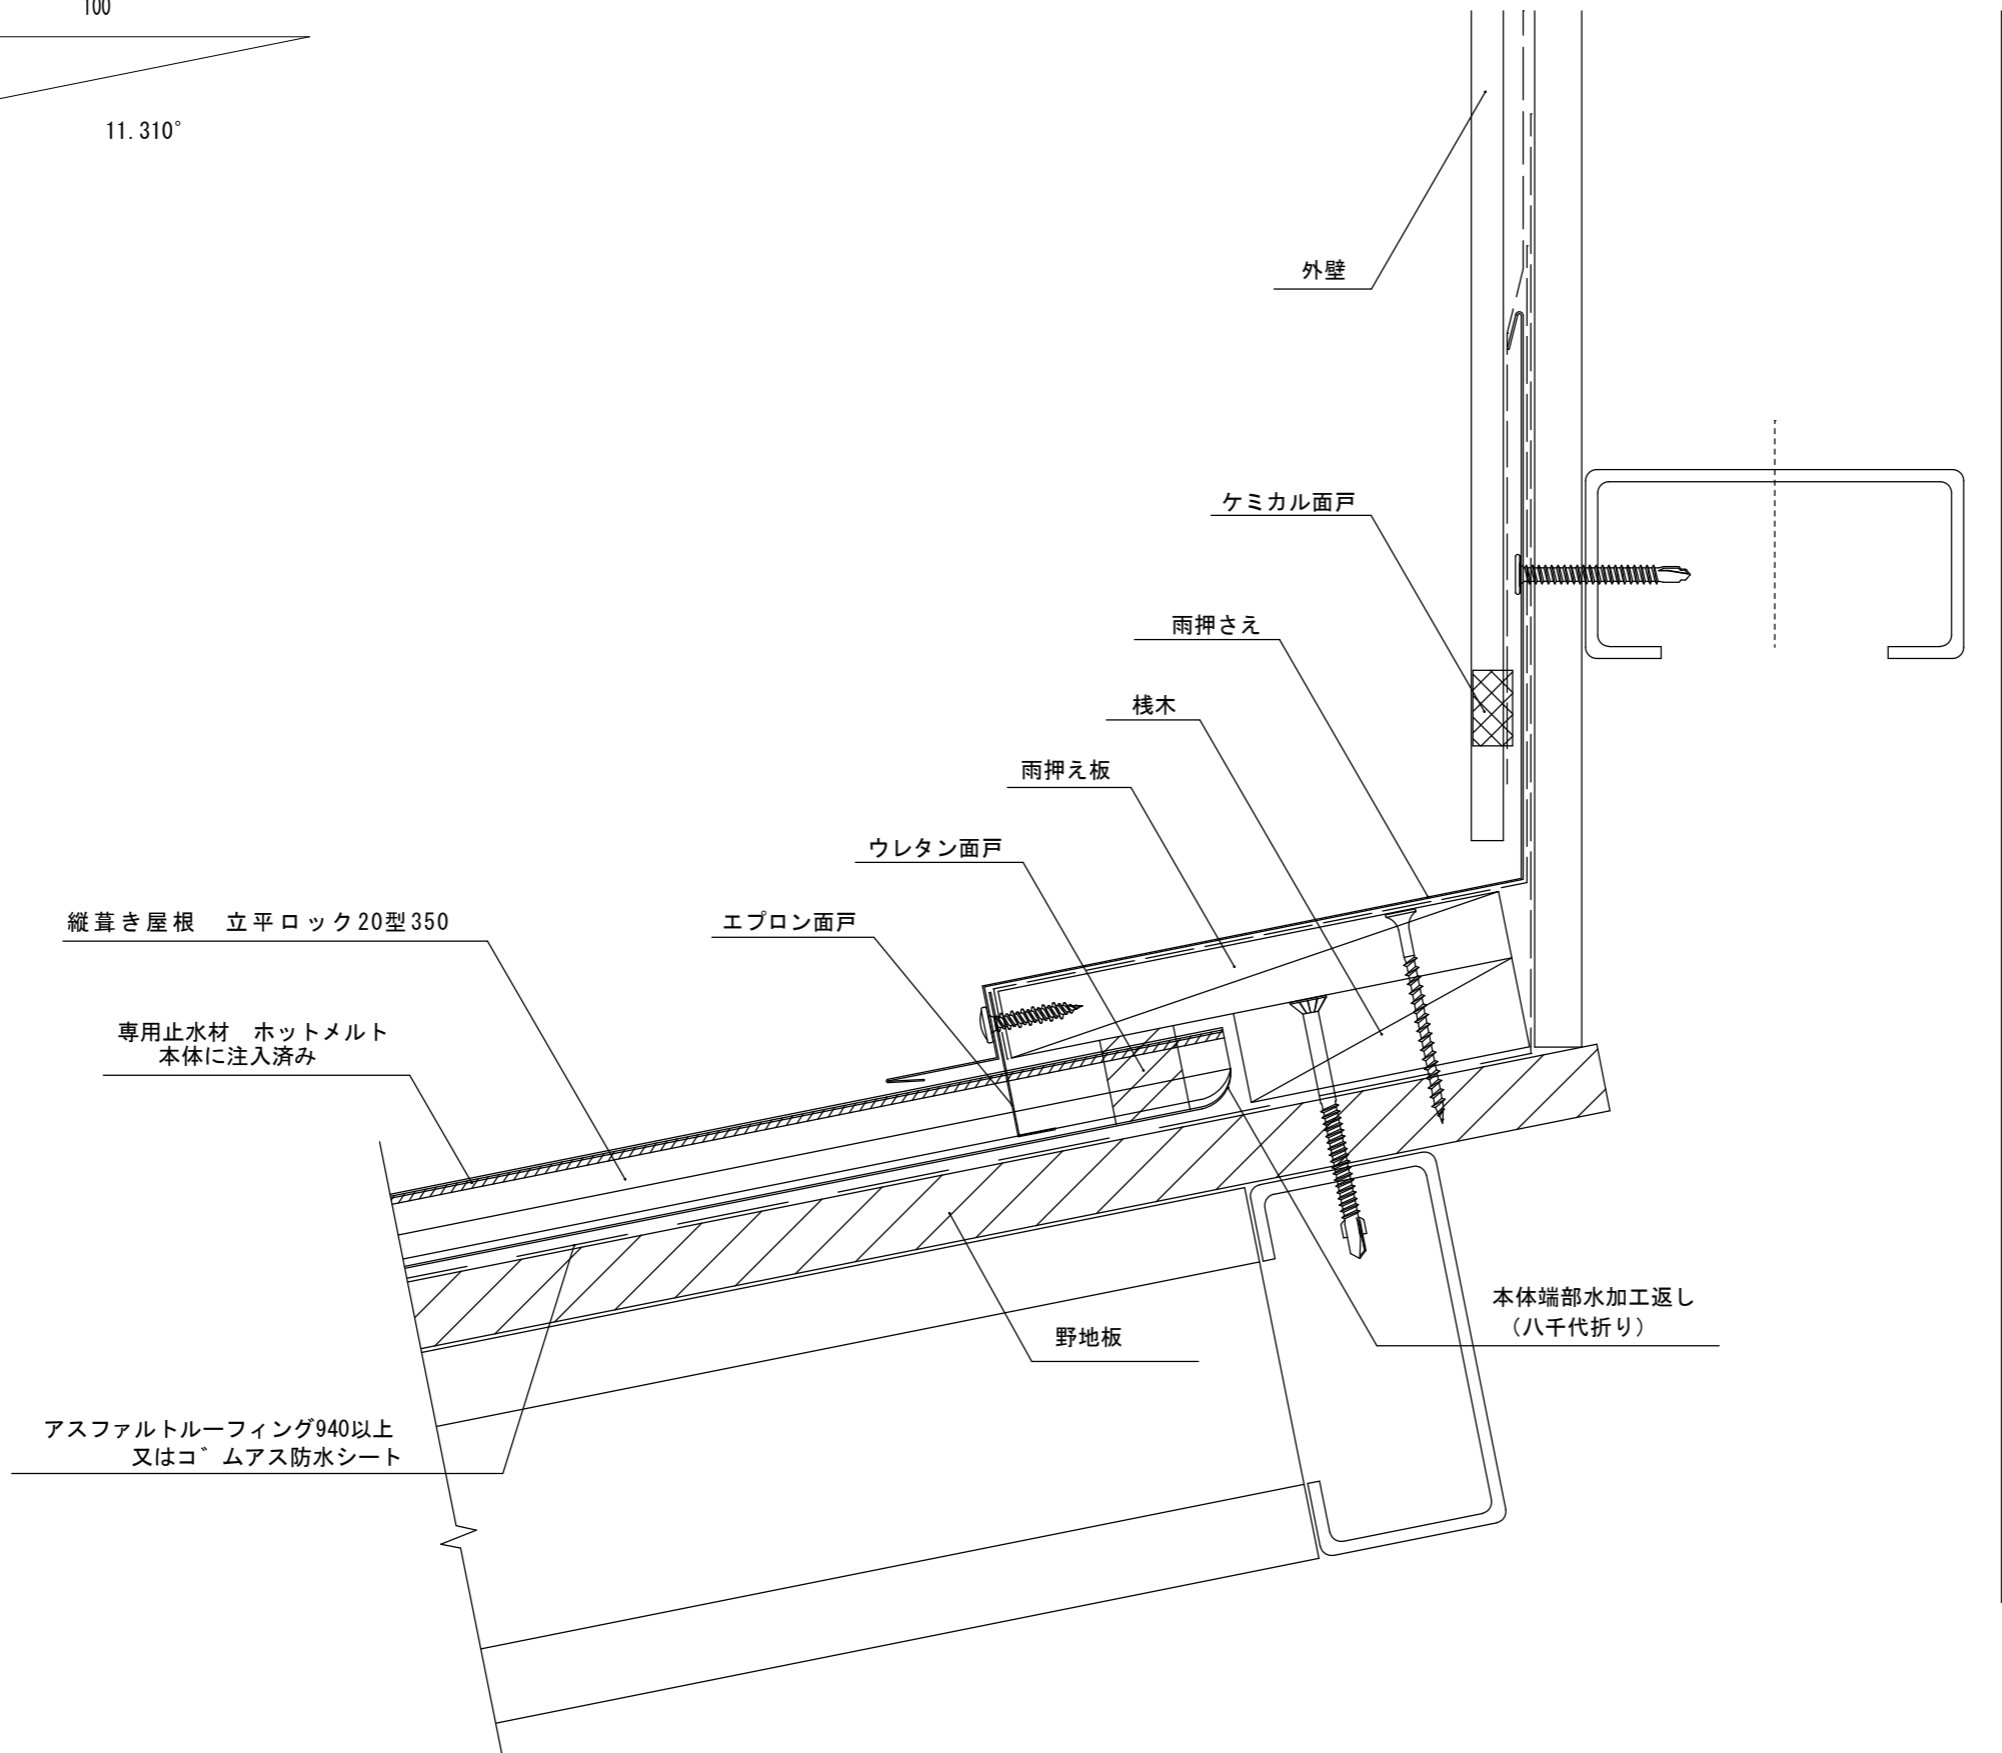 100
11.310°
外壁
ケミカル面戸
雨押さえ
桟木
雨押え板
ウレタン面戸
エプロン面戸
縦葺き屋根　立平ロック20型350
専用止水材　ホットメルト
本体に注入済み
本体端部水加工返し
（八千代折り）
野地板
アスファルトルーフィング940以上
又はコ゛ムアス防水シート